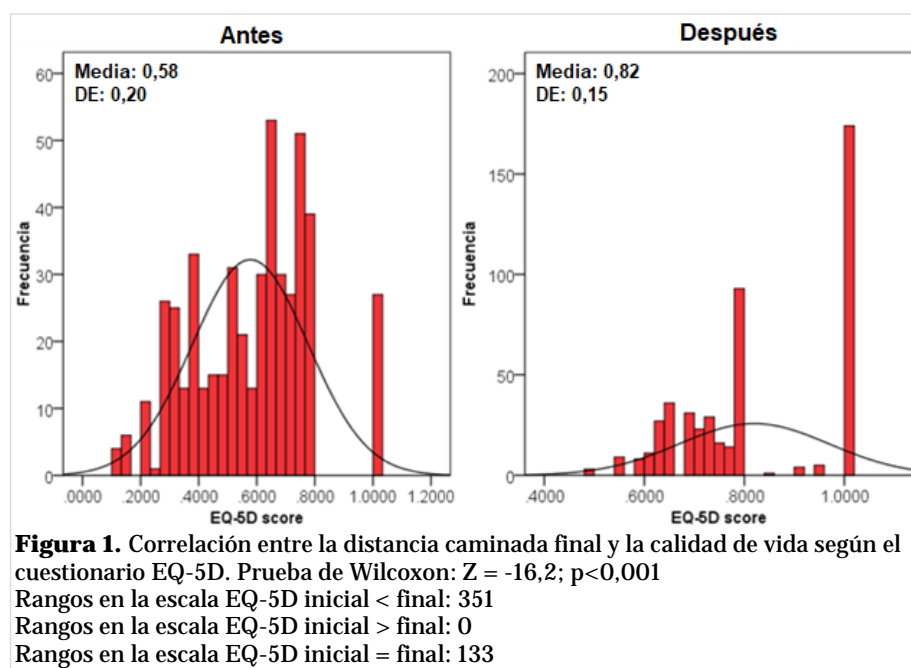 Antes
Media: 0,58
DE: 0,20
Frecuencia
60
50
40
30
20
10
0
.0000
.2000
.4000
.6000
.8000
1.0000
1.2000
EQ-5D score
Después
Media: 0,82
DE: 0,15
Frecuencia
200
150
100
50
0
.4000
.6000
.8000
1.0000
EQ-5D score
Figura 1. Correlación entre la distancia caminada final y la calidad de vida según el
cuestionario EQ-5D. Prueba de Wilcoxon: Z = -16,2; p<0,001
Rangos en la escala EQ-5D inicial < final: 351
Rangos en la escala EQ-5D inicial > final: 0
Rangos en la escala EQ-5D inicial = final: 133